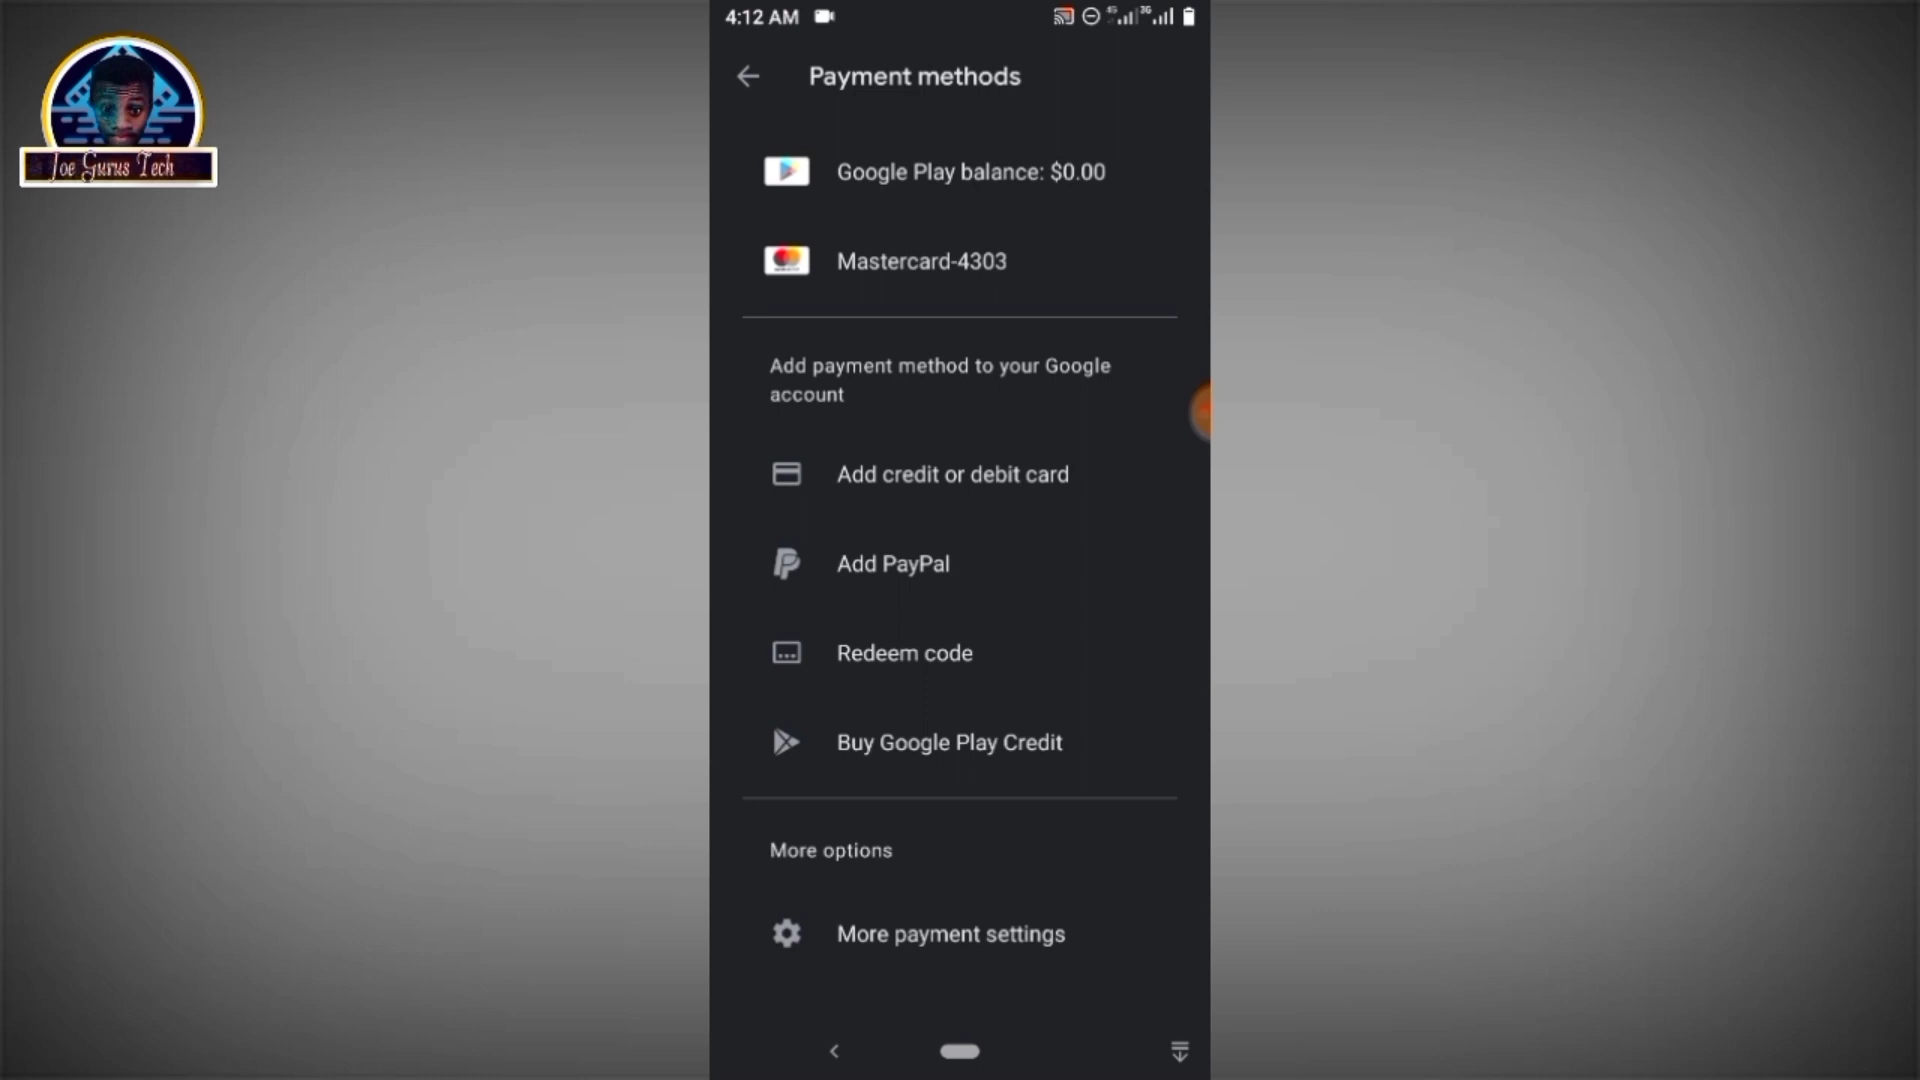 4:12 AM
4G
3G
Joe Gurus Tech
Payment methods
Google Play balance: $0.00
Mastercard-4303
Add payment method to your Google
account
Add credit or debit card
Add PayPal
Redeem code
Buy Google Play Credit
More options
More payment settings